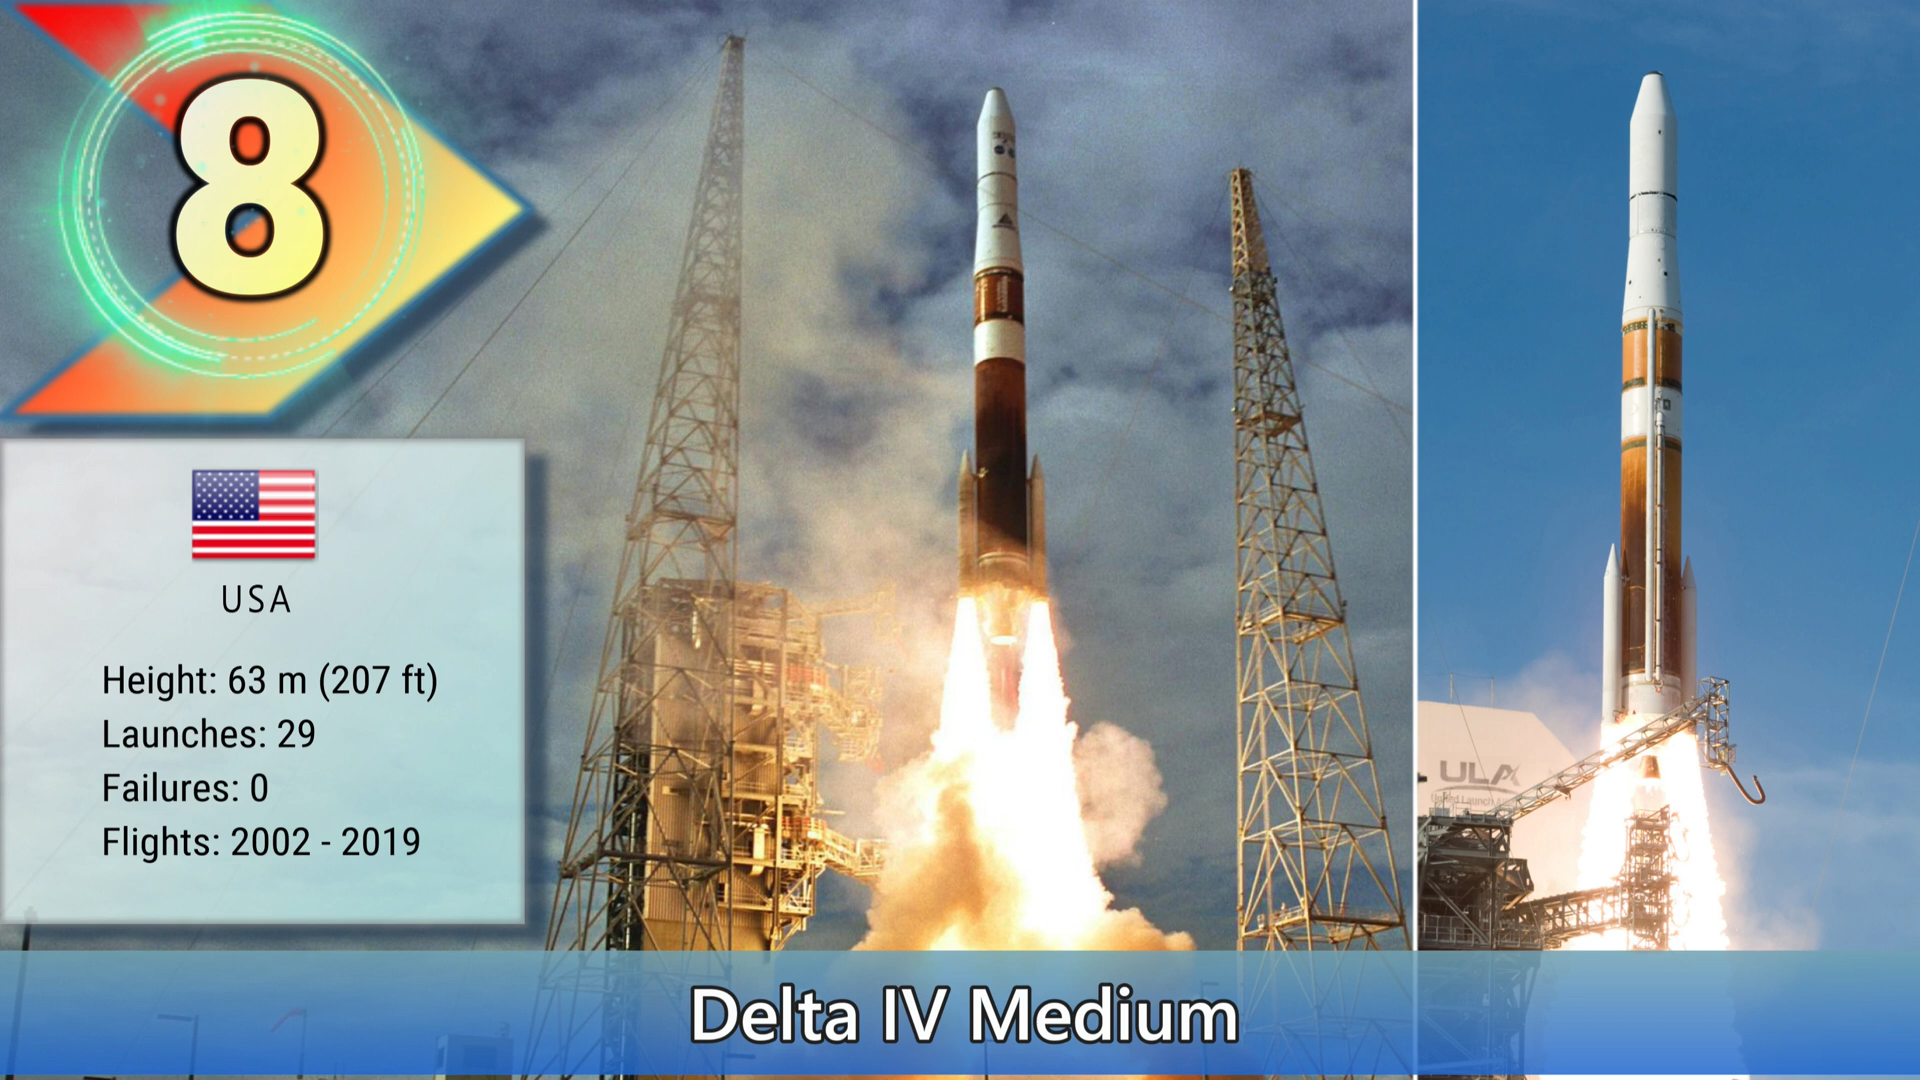 8
USA
Height: 63 m (207 ft)
Launches: 29
Failures: 0
Flights: 2002 - 2019
ULA
Delta IV Medium